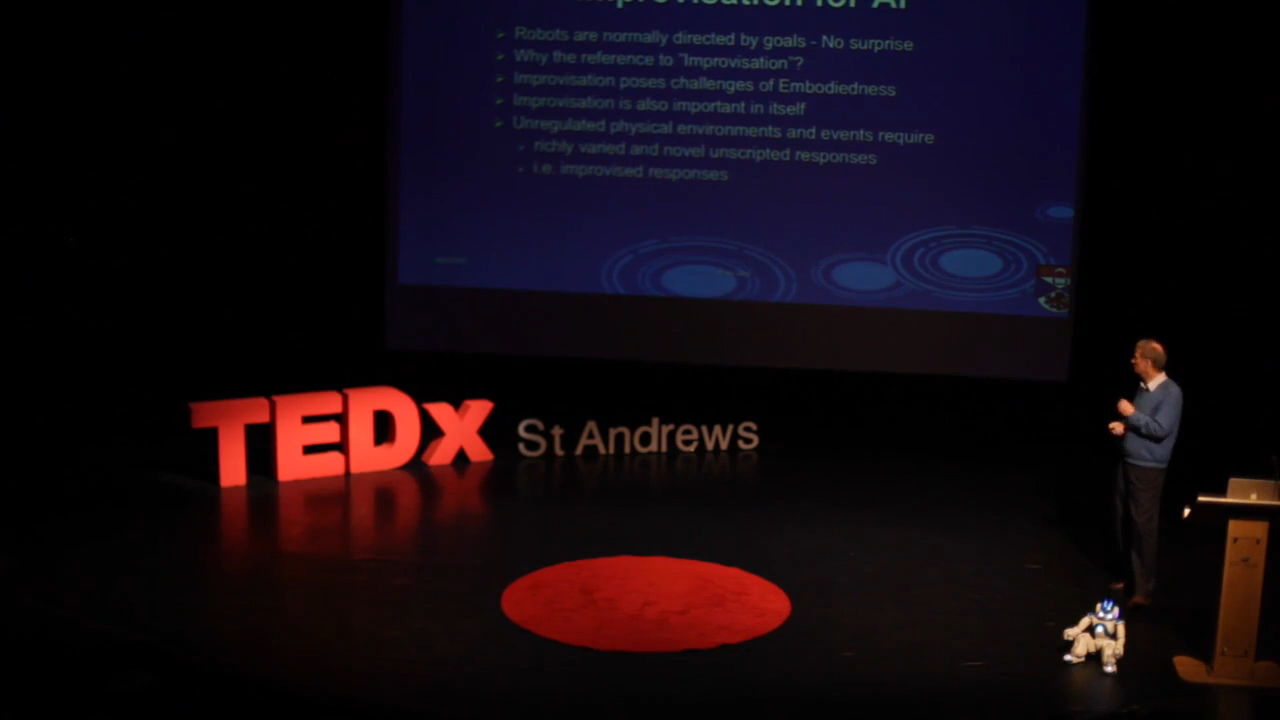 Improvisation for AI
Robots are normally directed by goals - No surprise
Why the reference to "Improvisation"?
Improvisation poses challenges of Embodiedness
Improvisation is also important in itself
Unregulated physical environments and events require
richly varied and novel unscripted responses
i.e. improvised responses
TEDx St Andrews